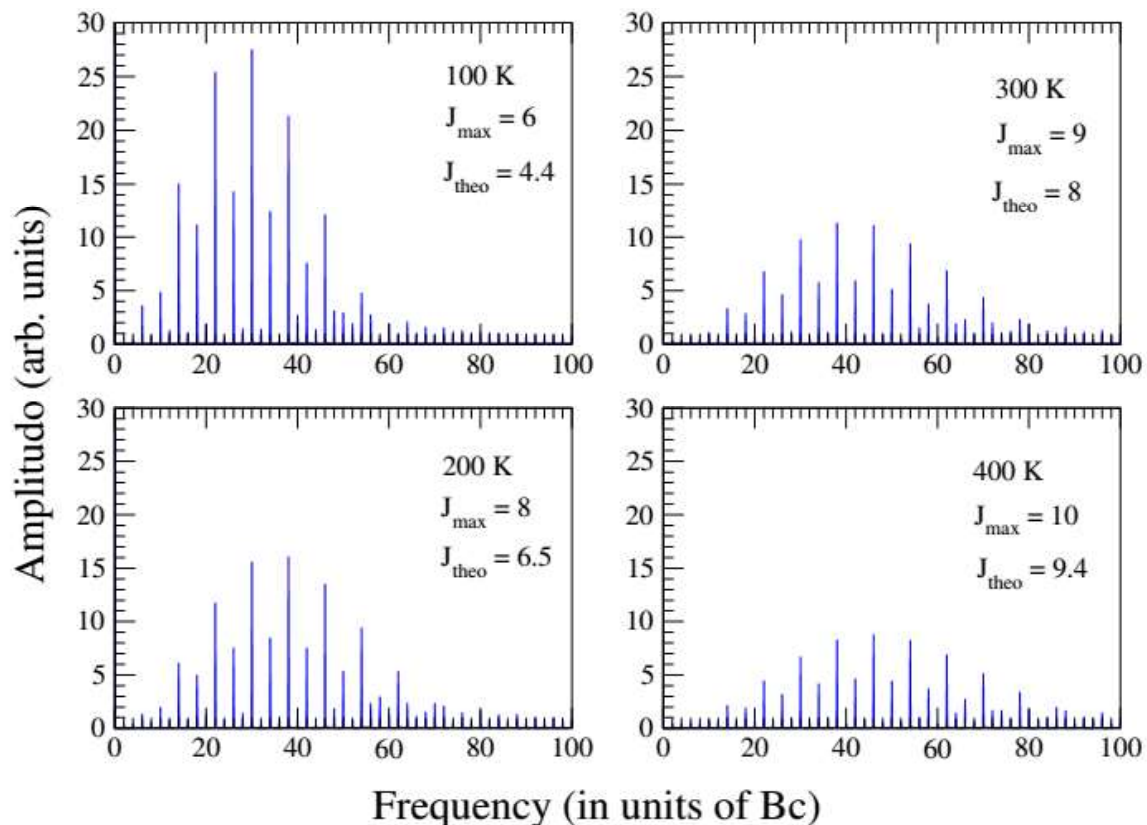 Amplitudo (arb. units)
30
25
20
15
10
5
0
0 20 40 60 80 100
100 K
J_max = 6
J_theo = 4.4
30
25
20
15
10
5
0
0 20 40 60 80 100
300 K
J_max = 9
J_theo = 8
30
25
20
15
10
5
0
0 20 40 60 80 100
200 K
J_max = 8
J_theo = 6.5
30
25
20
15
10
5
0
0 20 40 60 80 100
400 K
J_max = 10
J_theo = 9.4
Frequency (in units of Bc)